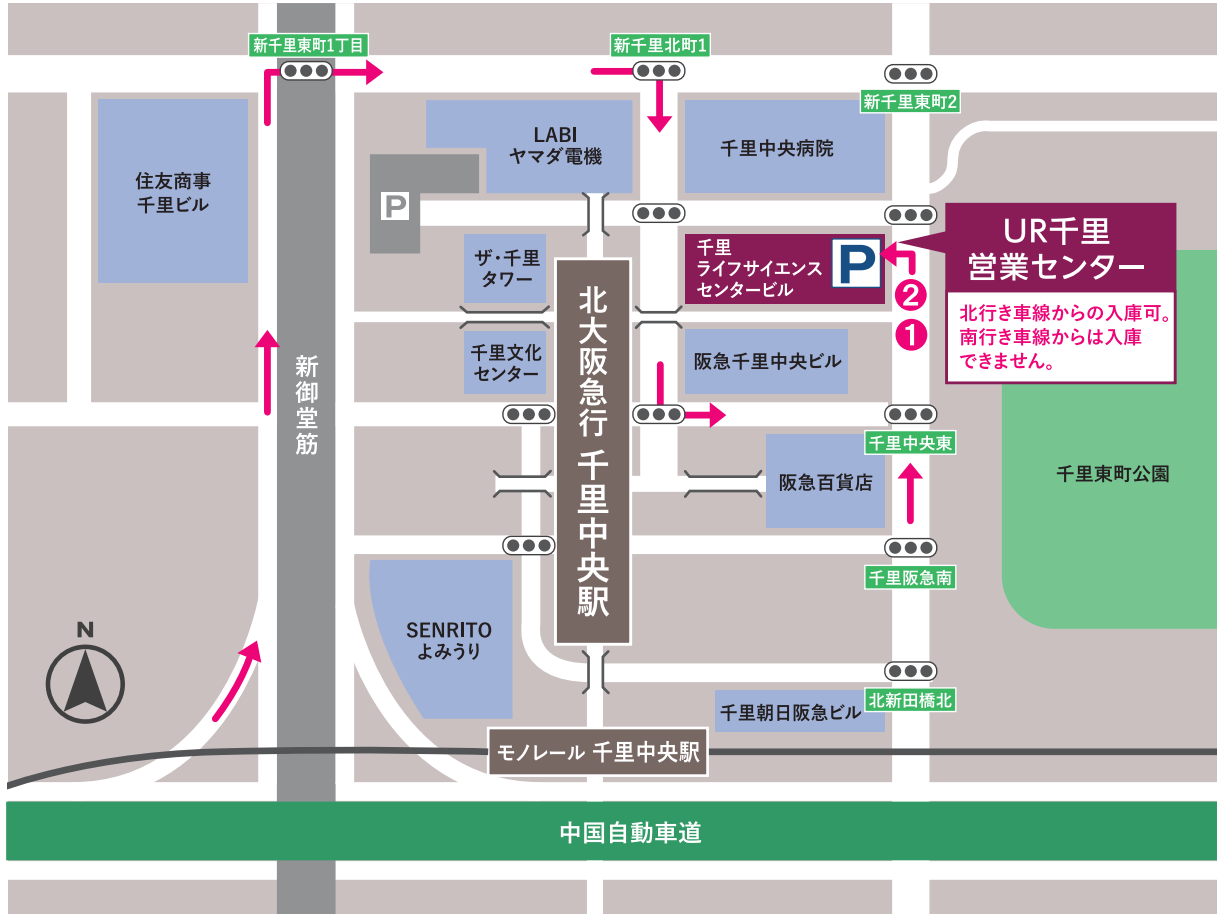 新千里東町1丁目
新千里北町1
新千里東町2
LABI
ヤマダ電機
千里中央病院
住友商事
千里ビル
P
ザ・千里
タワー
千里
ライフサイエンス
センタービル
P
UR千里
営業センター
北行き車線からの入庫可。
南行き車線からは入庫
できません。
❷
❶
北大阪急行 千里中央駅
新御堂筋
千里文化
センター
阪急千里中央ビル
千里中央東
阪急百貨店
千里東町公園
千里阪急南
SENRITO
よみうり
N
北新田橋北
千里朝日阪急ビル
モノレール 千里中央駅
中国自動車道